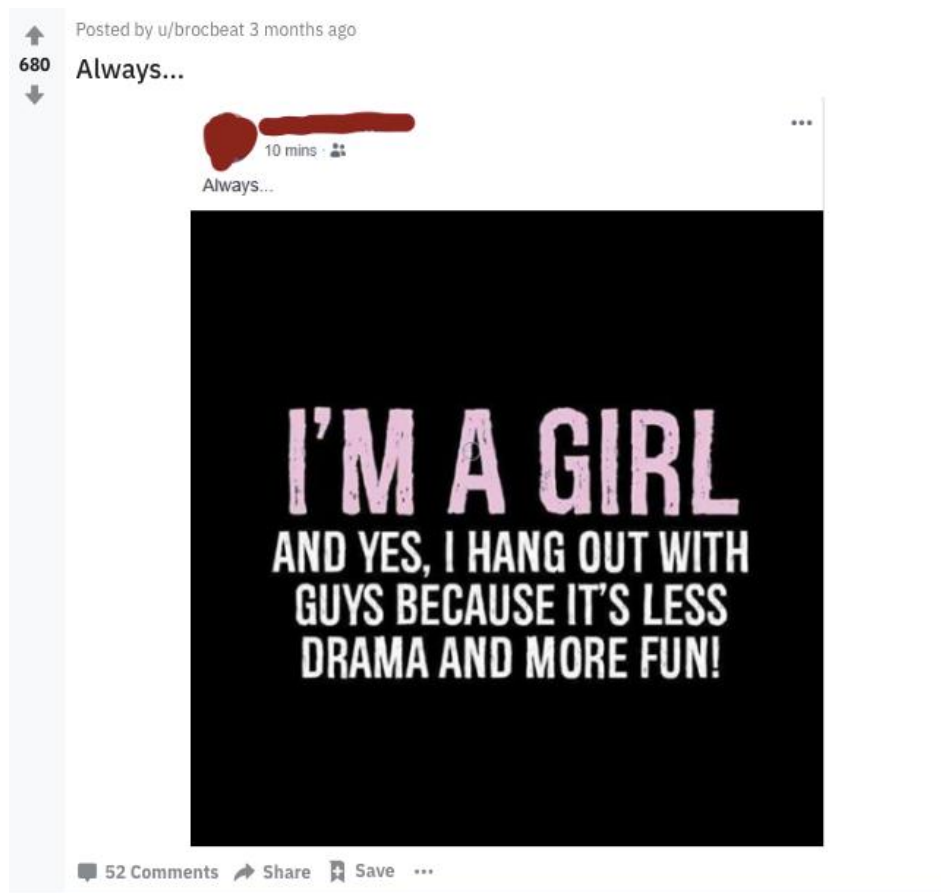 Posted by u/brocbeat 3 months ago
680
Always...
10 mins ·
Always...
I'M A GIRL
AND YES, I HANG OUT WITH
GUYS BECAUSE IT'S LESS
DRAMA AND MORE FUN!
52 Comments Share Save ...